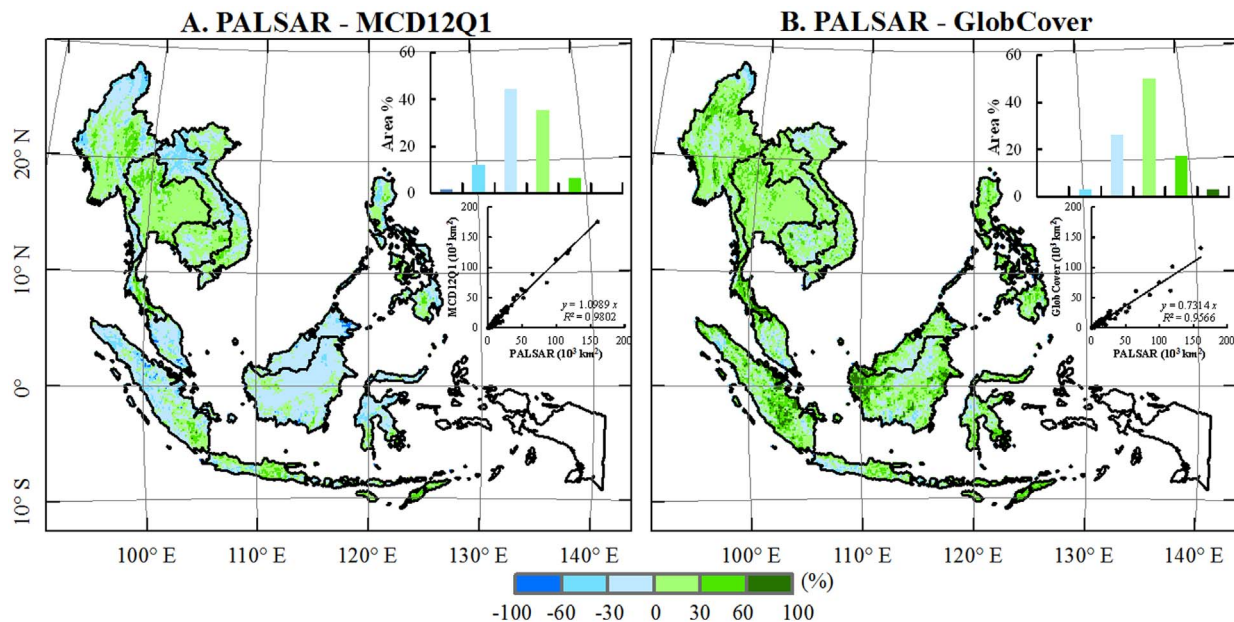 A. PALSAR - MCD12Q1
B. PALSAR - GlobCover
60
40
20
0
Area %
60
40
20
0
Area %
20° N
10° N
0°
10° S
200
150
100
50
0
MCD12Q1 (10³ km²)
y = 1.0989 x
R² = 0.9802
0 50 100 150 200
PALSAR (10³ km²)
200
150
100
50
0
GlobCover (10³ km²)
y = 0.7314 x
R² = 0.9566
0 50 100 150 200
PALSAR (10³ km²)
100° E 110° E 120° E 130° E 140° E
100° E 110° E 120° E 130° E 140° E
(%)
-100 -60 -30 0 30 60 100